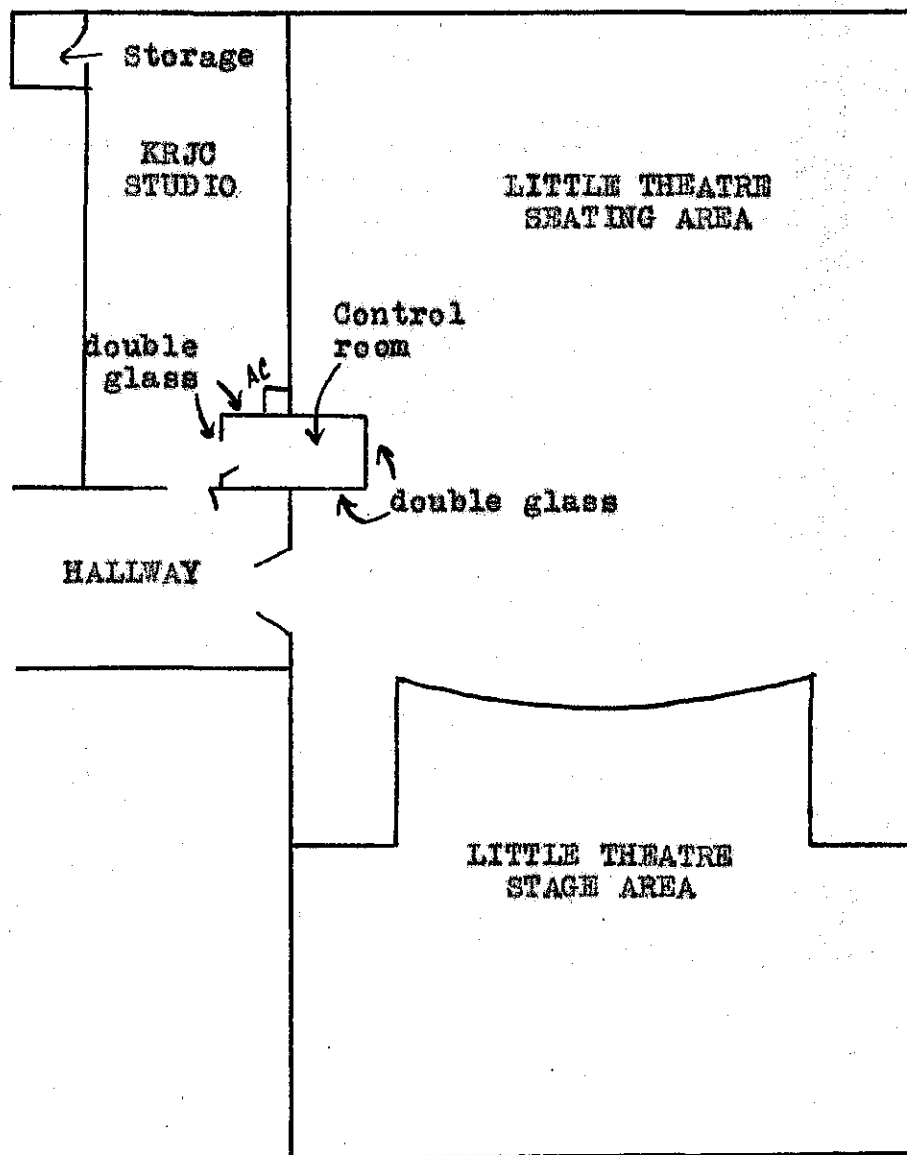 Storage
KRJC
STUDIO
LITTLE THEATRE
SEATING AREA
Control
room
double
glass
AC
double glass
HALLWAY
LITTLE THEATRE
STAGE AREA